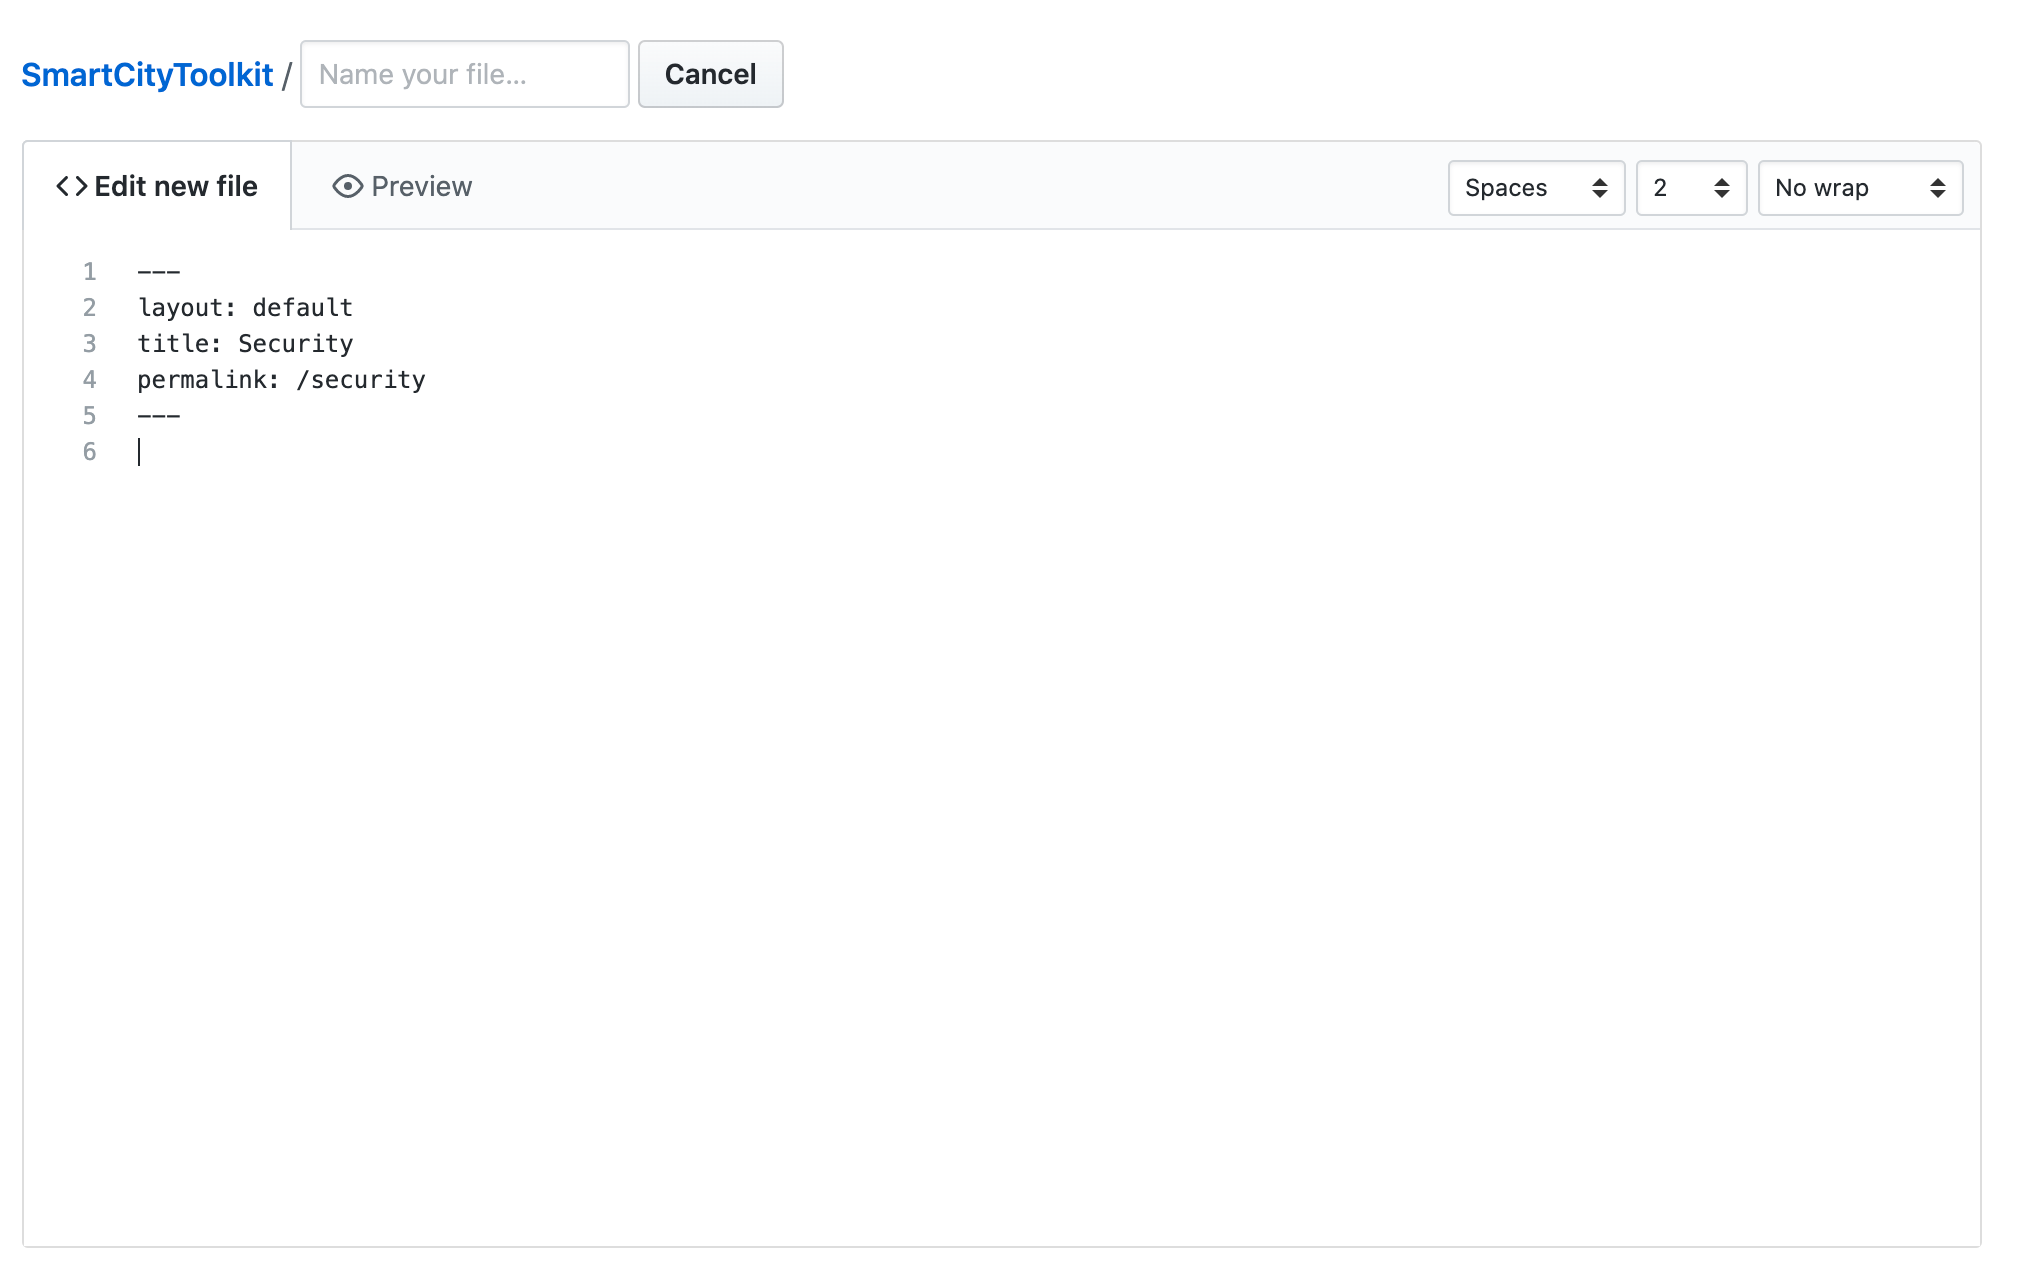 SmartCityToolkit / Name your file... Cancel
<> Edit new file Preview Spaces 2 No wrap
1 ---
2 layout: default
3 title: Security
4 permalink: /security
5 ---
6